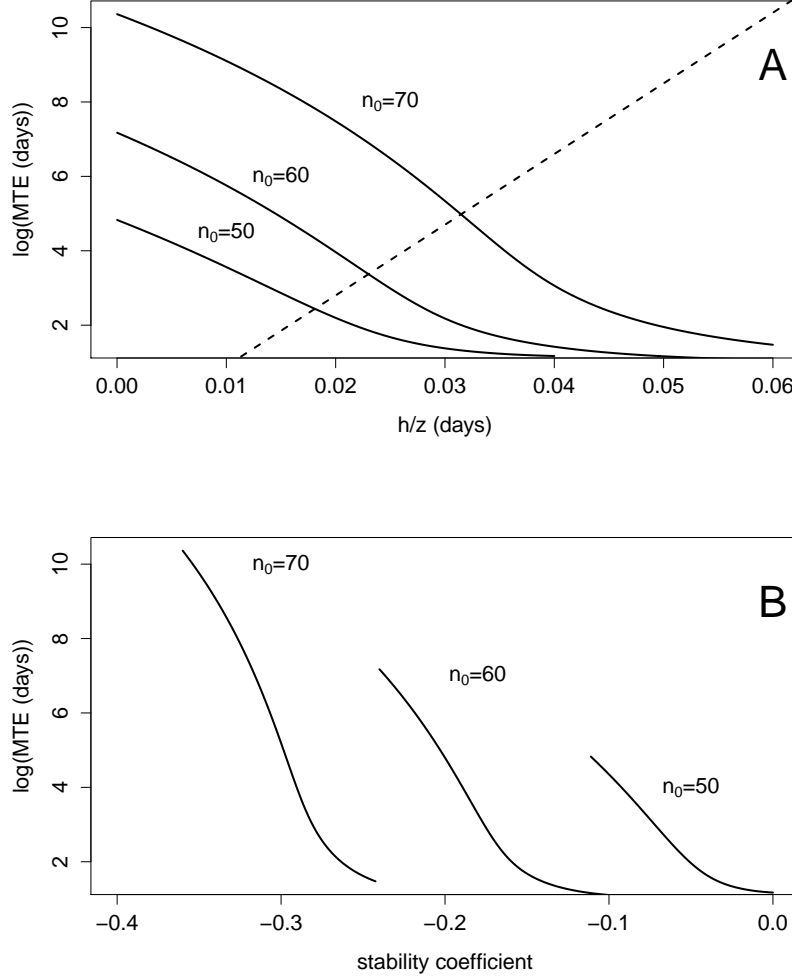 A
n₀=70
n₀=60
n₀=50
log(MTE (days))
10
8
6
4
2
0.00 0.01 0.02 0.03 0.04 0.05 0.06
h/z (days)
B
n₀=70
n₀=60
n₀=50
log(MTE (days))
10
8
6
4
2
−0.4 −0.3 −0.2 −0.1 0.0
stability coefficient